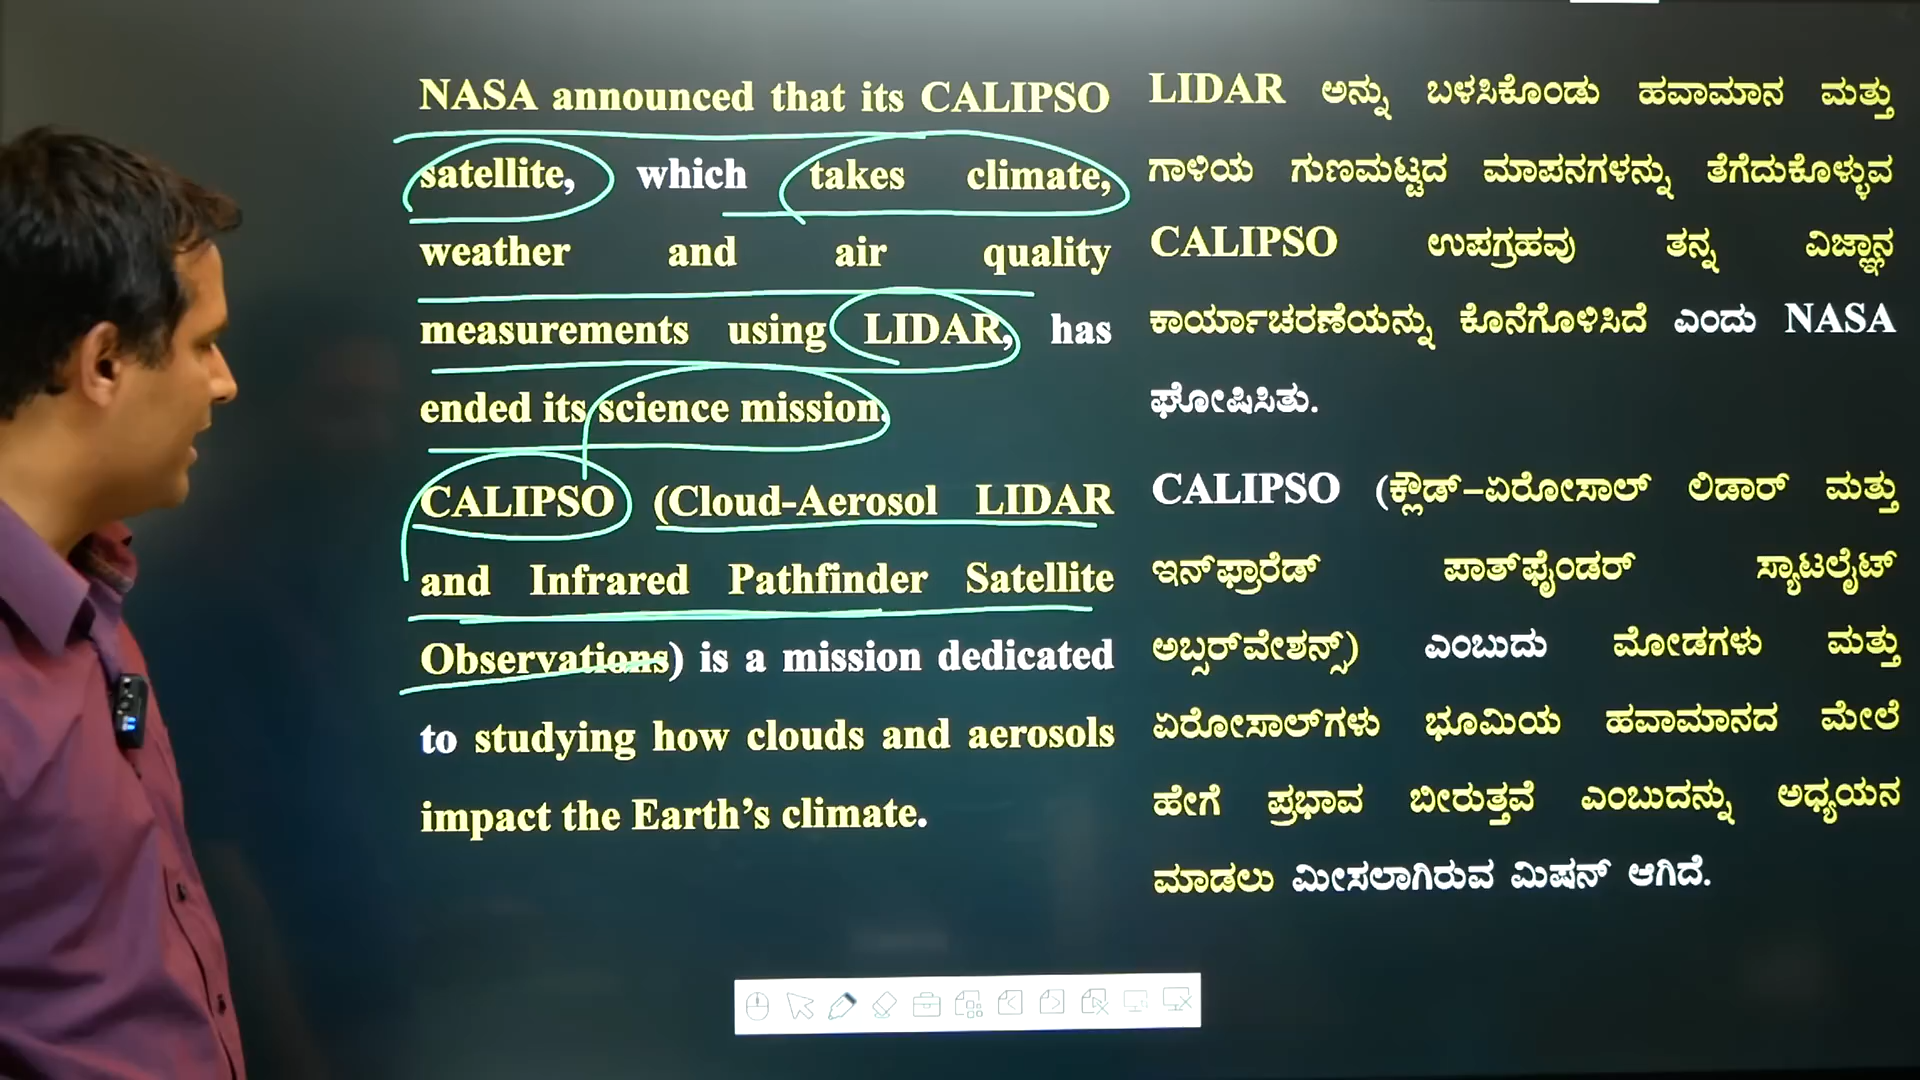 NASA announced that its CALIPSO
satellite, which takes climate,
weather and air quality
measurements using LIDAR, has
ended its science mission.
CALIPSO (Cloud-Aerosol LIDAR
and Infrared Pathfinder Satellite
Observations) is a mission dedicated
to studying how clouds and aerosols
impact the Earth’s climate.
LIDAR ಅನ್ನು ಬಳಸಿಕೊಂಡು ಹವಾಮಾನ ಮತ್ತು
ಗಾಳಿಯ ಗುಣಮಟ್ಟದ ಮಾಪನಗಳನ್ನು ತೆಗೆದುಕೊಳ್ಳುವ
CALIPSO ಉಪಗ್ರಹವು ತನ್ನ ವಿಜ್ಞಾನ
ಕಾರ್ಯಾಚರಣೆಯನ್ನು ಕೊನೆಗೊಳಿಸಿದೆ ಎಂದು NASA
ಘೋಷಿಸಿತು.
CALIPSO (ಕ್ಲೌಡ್-ಏರೋಸಾಲ್ ಲಿಡಾರ್ ಮತ್ತು
ಇನ್‌ಫ್ರಾರೆಡ್ ಪಾತ್‌ಫೈಂಡರ್ ಸ್ಯಾಟಲೈಟ್
ಅಬ್ಸರ್‌ವೇಶನ್ಸ್) ಎಂಬುದು ಮೋಡಗಳು ಮತ್ತು
ಏರೋಸಾಲ್‌ಗಳು ಭೂಮಿಯ ಹವಾಮಾನದ ಮೇಲೆ
ಹೇಗೆ ಪ್ರಭಾವ ಬೀರುತ್ತವೆ ಎಂಬುದನ್ನು ಅಧ್ಯಯನ
ಮಾಡಲು ಮೀಸಲಾಗಿರುವ ಮಿಷನ್ ಆಗಿದೆ.